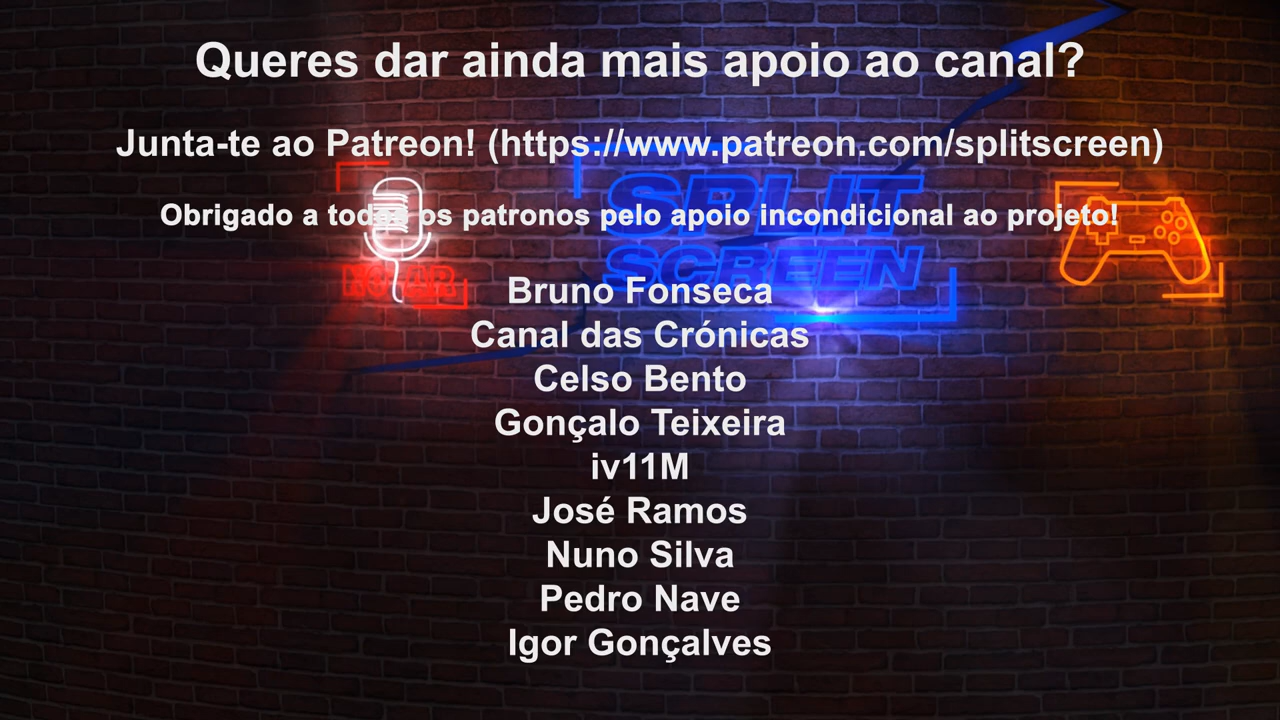 Queres dar ainda mais apoio ao canal?
Junta-te ao Patreon! (https://www.patreon.com/splitscreen)
SPLIT
Obrigado a todos os patronos pelo apoio incondicional ao projeto!
SCREEN
Bruno Fonseca
Canal das Crónicas
Celso Bento
Gonçalo Teixeira
iv11M
José Ramos
Nuno Silva
Pedro Nave
Igor Gonçalves